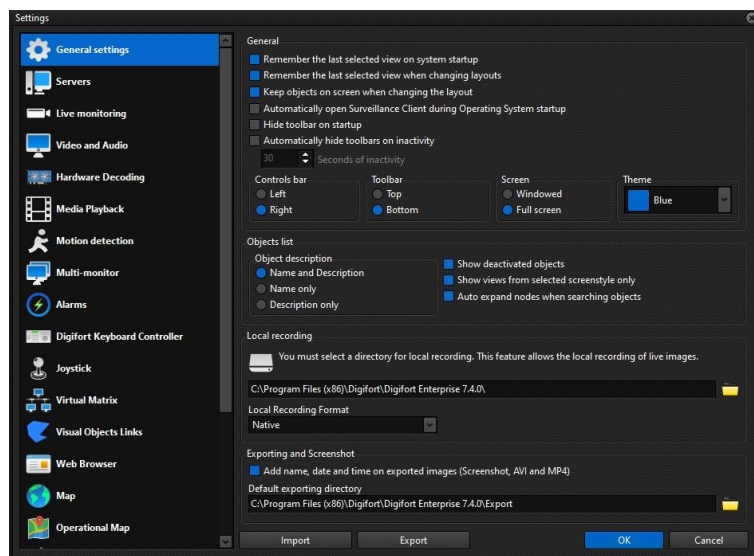 Settings
General settings
Servers
Live monitoring
Video and Audio
Hardware Decoding
Media Playback
Motion detection
Multi-monitor
Alarms
Digifort Keyboard Controller
Joystick
Virtual Matrix
Visual Objects Links
Web Browser
Map
Operational Map
General
Remember the last selected view on system startup
Remember the last selected view when changing layouts
Keep objects on screen when changing the layout
Automatically open Surveillance Client during Operating System startup
Hide toolbar on startup
Automatically hide toolbars on inactivity
30 Seconds of inactivity
Controls bar
Left
Right
Toolbar
Top
Bottom
Screen
Windowed
Full screen
Theme
Blue
Objects list
Object description
Name and Description
Name only
Description only
Show deactivated objects
Show views from selected screenstyle only
Auto expand nodes when searching objects
Local recording
You must select a directory for local recording. This feature allows the local recording of live images.
C:\Program Files (x86)\Digifort\Digifort Enterprise 7.4.0\
Local Recording Format
Native
Exporting and Screenshot
Add name, date and time on exported images (Screenshot, AVI and MP4)
Default exporting directory
C:\Program Files (x86)\Digifort\Digifort Enterprise 7.4.0\Export
Import
Export
OK
Cancel